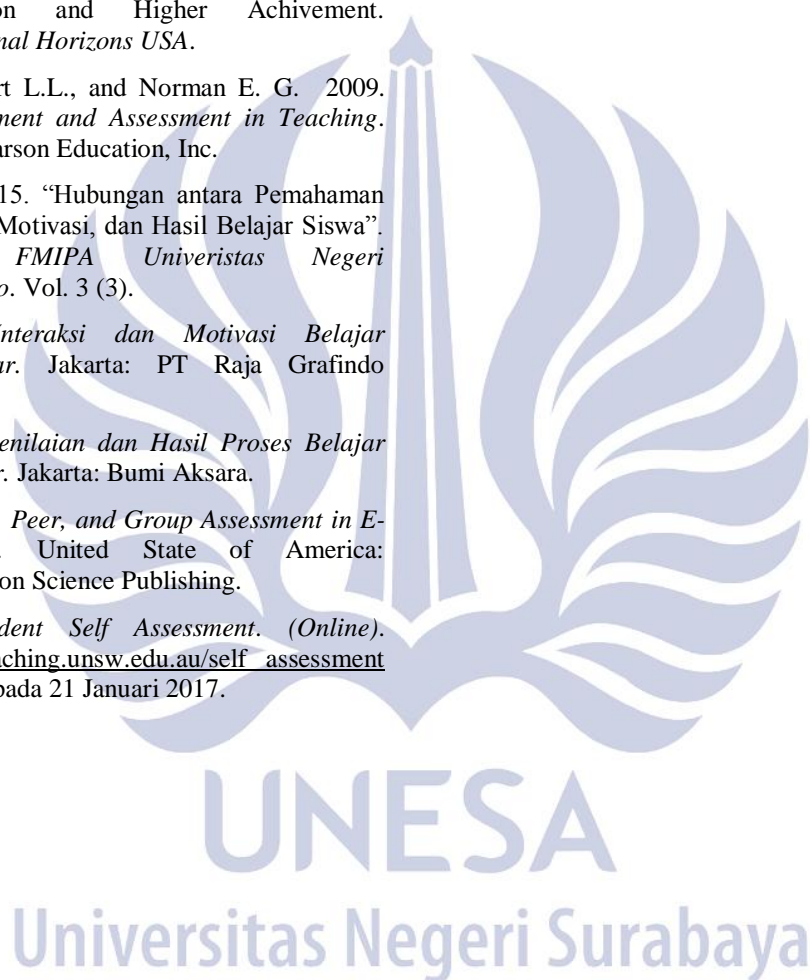 on and Higher Achivement.
nal Horizons USA.
rt L.L., and Norman E. G. 2009.
ment and Assessment in Teaching.
arson Education, Inc.
15. “Hubungan antara Pemahaman
Motivasi, dan Hasil Belajar Siswa”.
FMIPA Univeristas Negeri
o. Vol. 3 (3).
nteraksi dan Motivasi Belajar
ar. Jakarta: PT Raja Grafindo
enilaian dan Hasil Proses Belajar
r. Jakarta: Bumi Aksara.
Peer, and Group Assessment in E-
. United State of America:
on Science Publishing.
dent Self Assessment. (Online).
aching.unsw.edu.au/self assessment
pada 21 Januari 2017.
UNESA
Universitas Negeri Surabaya